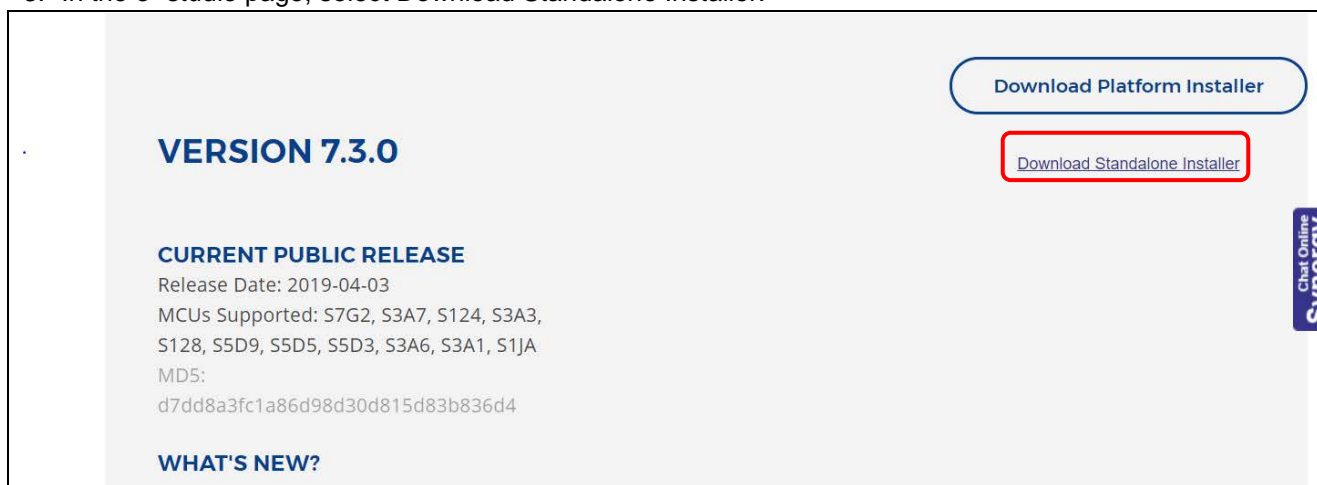 Download Platform Installer
VERSION 7.3.0
Download Standalone Installer
Chat Online
Synergy
CURRENT PUBLIC RELEASE
Release Date: 2019-04-03
MCUs Supported: S7G2, S3A7, S124, S3A3,
S128, S5D9, S5D5, S5D3, S3A6, S3A1, S1JA
MD5:
d7dd8a3fc1a86d98d30d815d83b836d4
WHAT'S NEW?